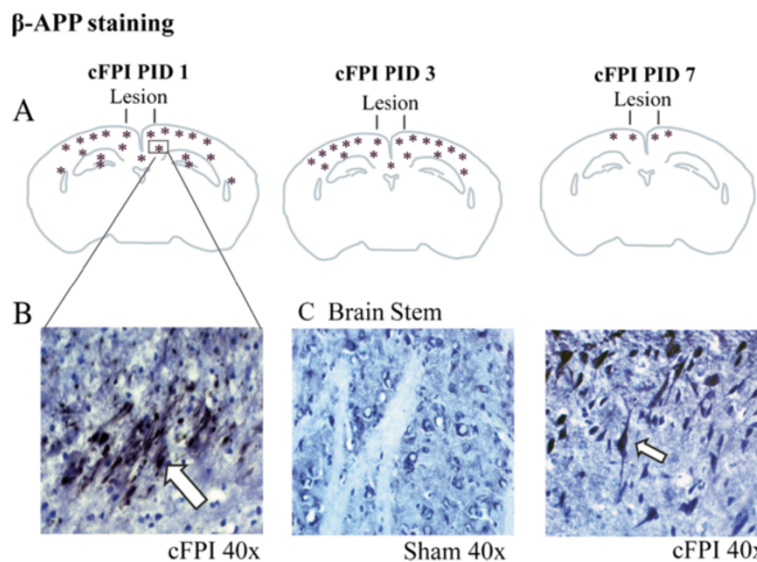 β-APP staining
cFPI PID 1
cFPI PID 3
cFPI PID 7
Lesion
Lesion
Lesion
A
B
C Brain Stem
cFPI 40x
Sham 40x
cFPI 40x